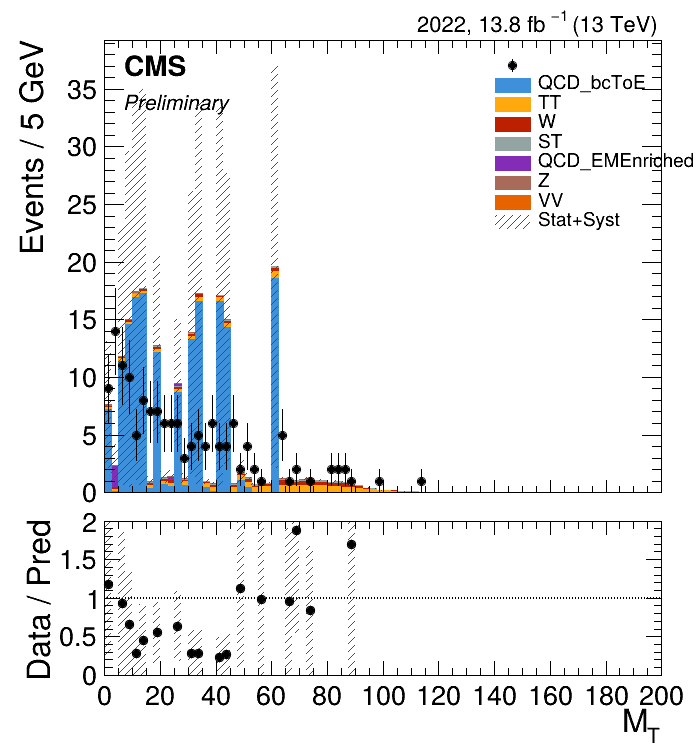 2022, 13.8 fb⁻¹ (13 TeV)
CMS
Preliminary
QCD_bcToE
TT
W
ST
QCD_EMEnriched
Z
VV
Stat+Syst
Events / 5 GeV
35
30
25
20
15
10
5
0
Data / Pred
2
1.5
1
0.5
0
0 20 40 60 80 100 120 140 160 180 200
M_T